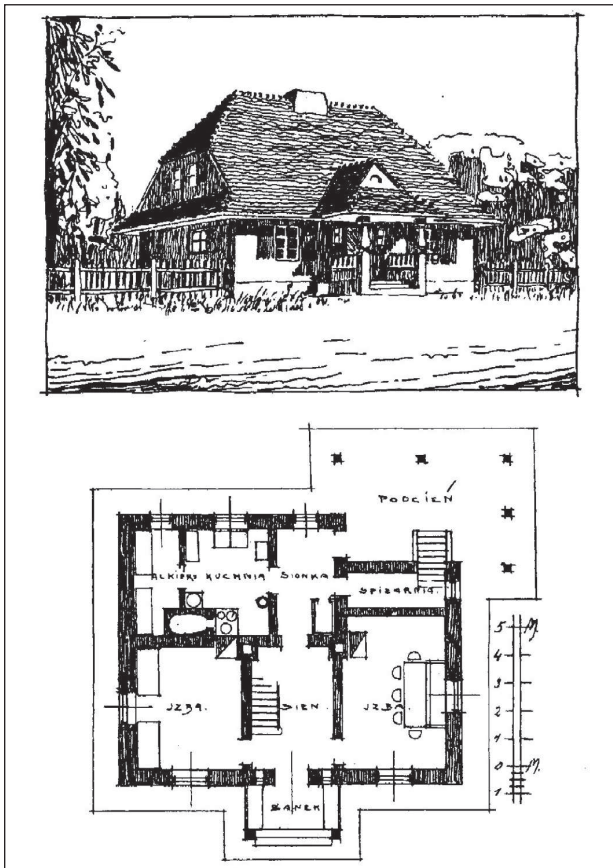 PODCIEŃ
ALKIERZ KUCHNIA SIONKA
SPIŻARNIA.
IZBA.
SIEŃ.
IZBA
GANEK
5 M.
4
3
2
1
0 M.
1